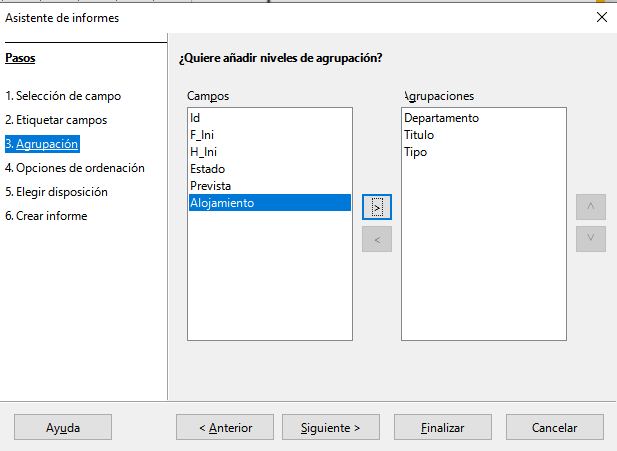 Asistente de informes
Pasos
1. Selección de campo
2. Etiquetar campos
3. Agrupación
4. Opciones de ordenación
5. Elegir disposición
6. Crear informe
¿Quiere añadir niveles de agrupación?
Campos
Id
F_Ini
H_Ini
Estado
Prevista
Alojamiento
>
<
Agrupaciones
Departamento
Titulo
Tipo
Ayuda
< Anterior
Siguiente >
Finalizar
Cancelar